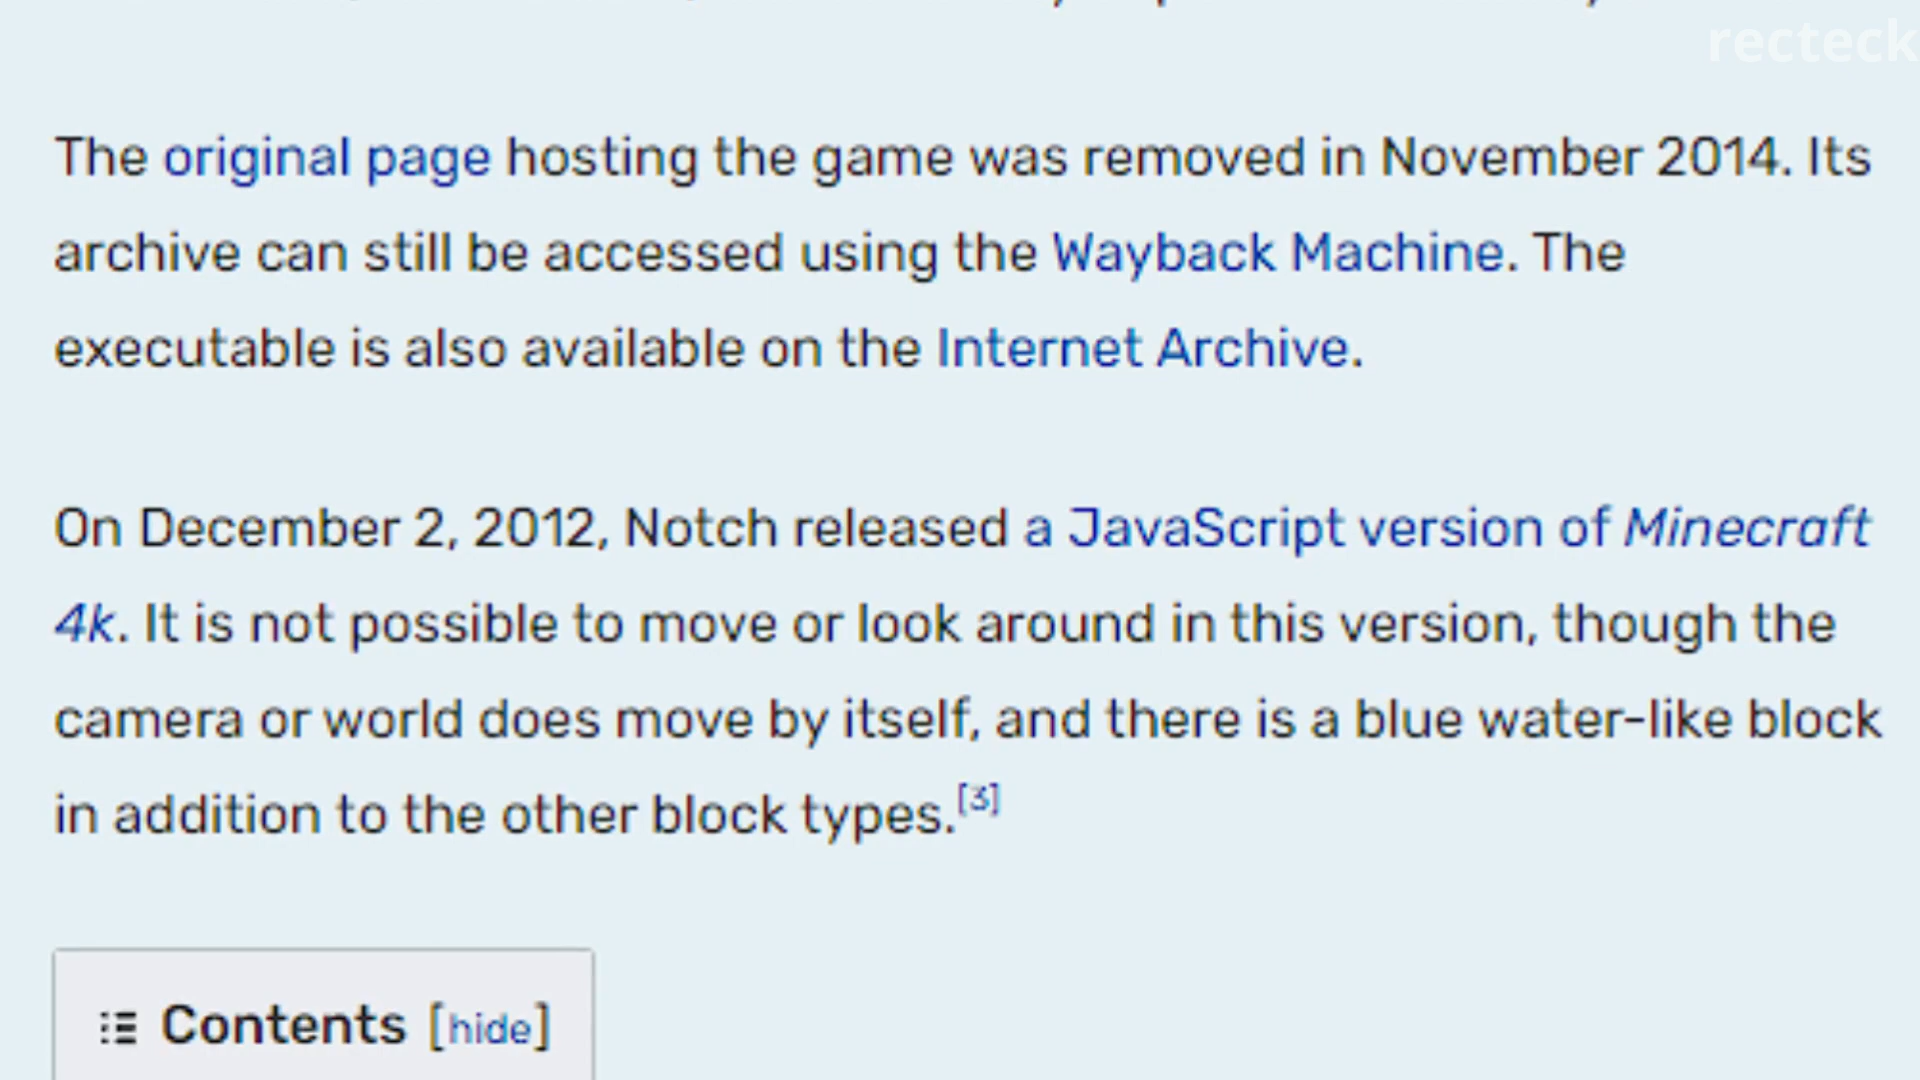 recteck
The original page hosting the game was removed in November 2014. Its
archive can still be accessed using the Wayback Machine. The
executable is also available on the Internet Archive.
On December 2, 2012, Notch released a JavaScript version of Minecraft
4k. It is not possible to move or look around in this version, though the
camera or world does move by itself, and there is a blue water-like block
in addition to the other block types.[3]
Contents [hide]